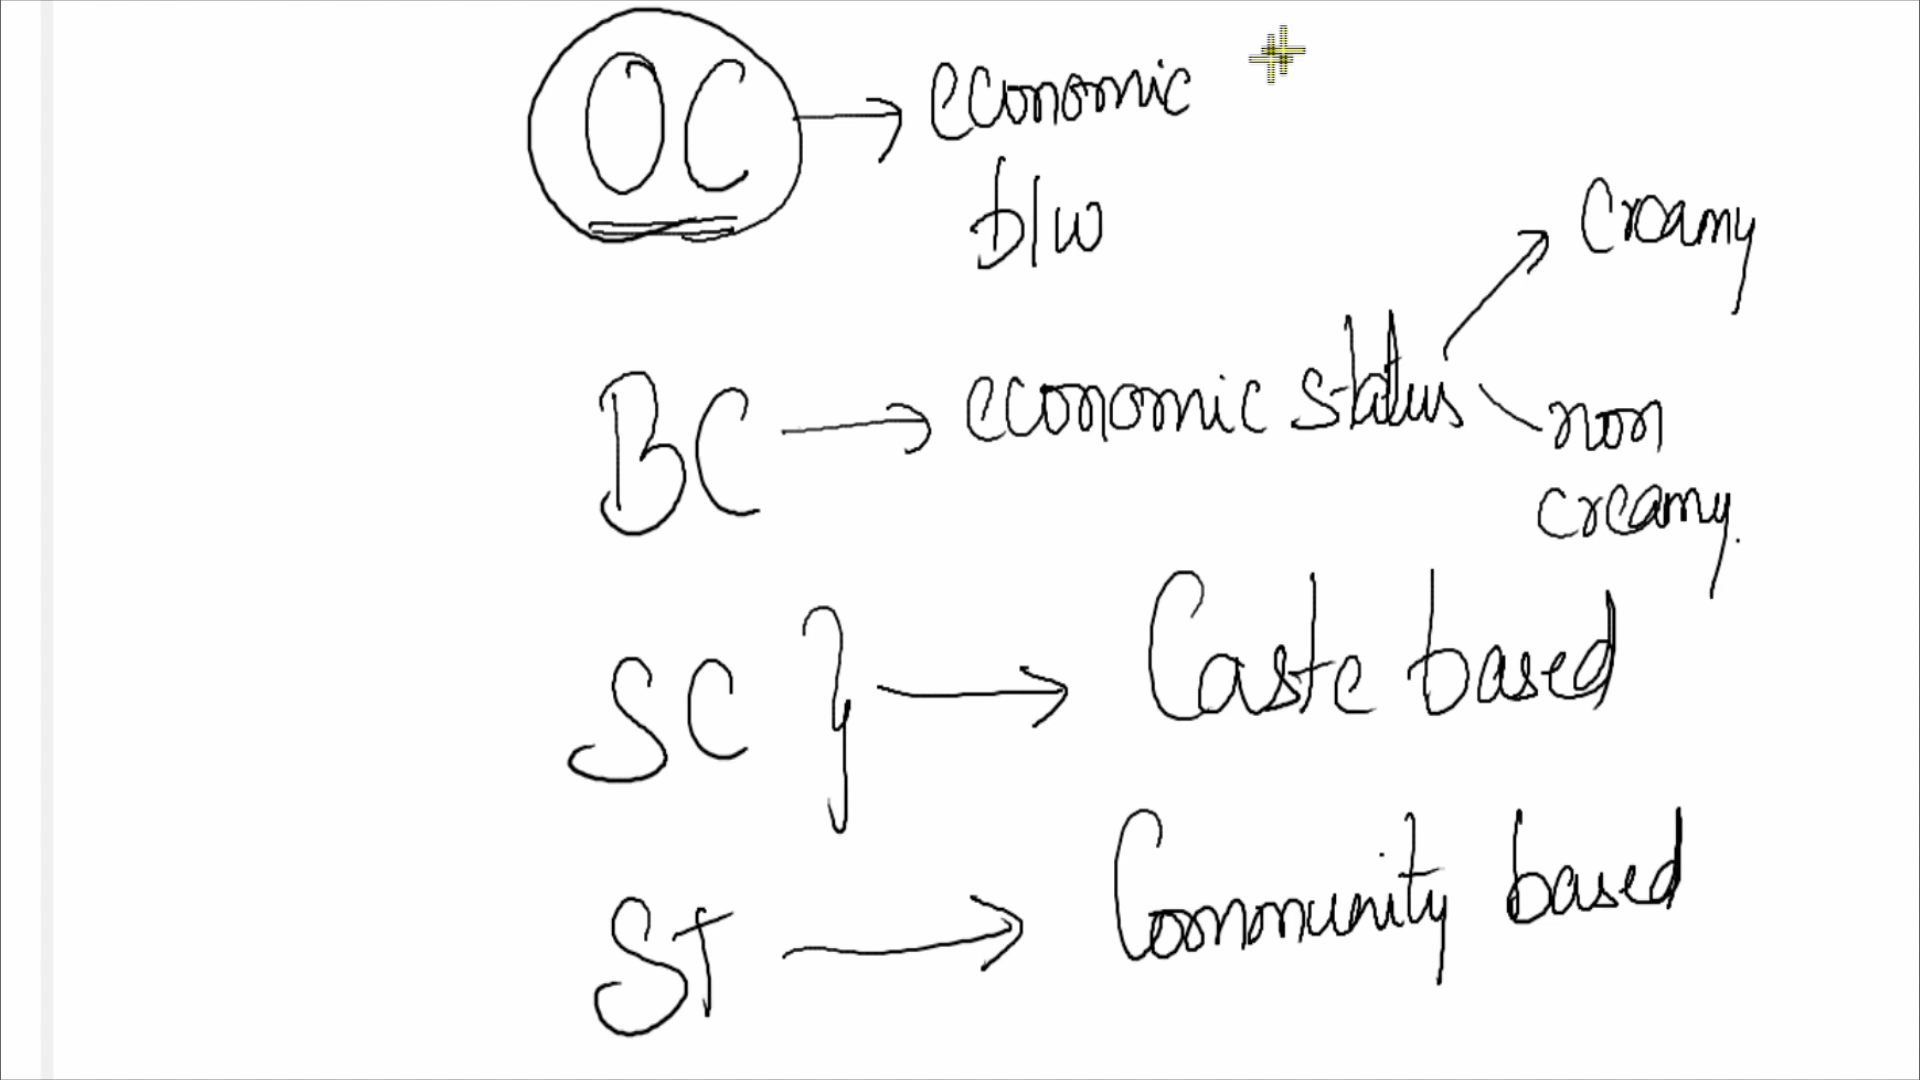 OC → economic
b/w
BC → economic status
creamy
non
creamy.
SC } → Caste based
ST → Community based